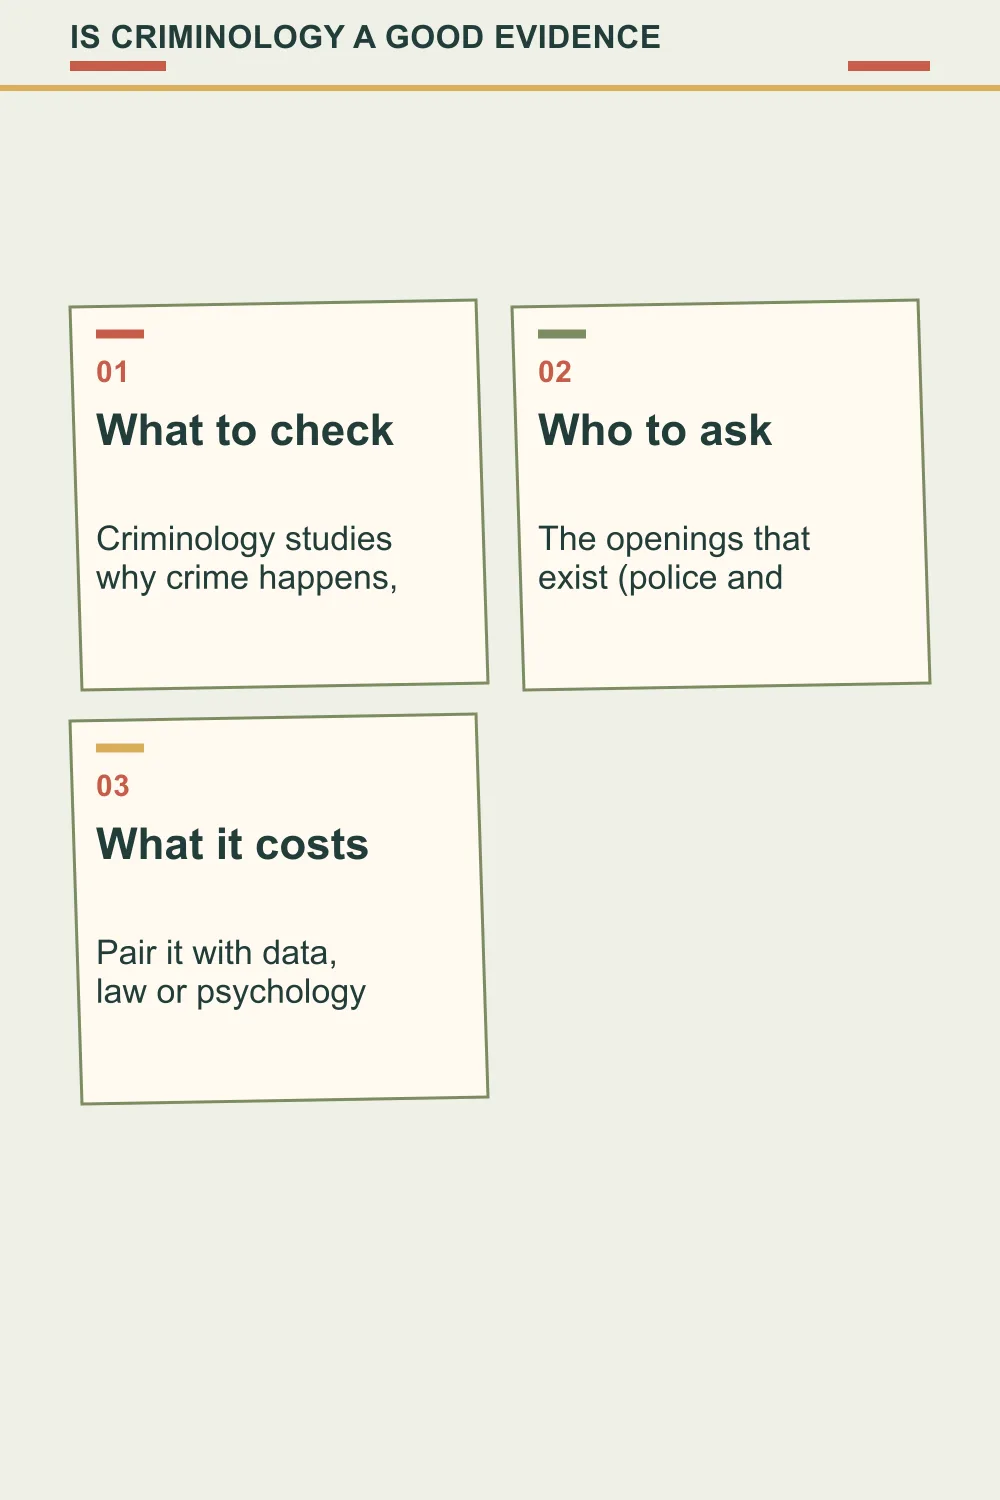 IS CRIMINOLOGY A GOOD EVIDENCE
01
What to check
Criminology studies
why crime happens,
02
Who to ask
The openings that
exist (police and
03
What it costs
Pair it with data,
law or psychology